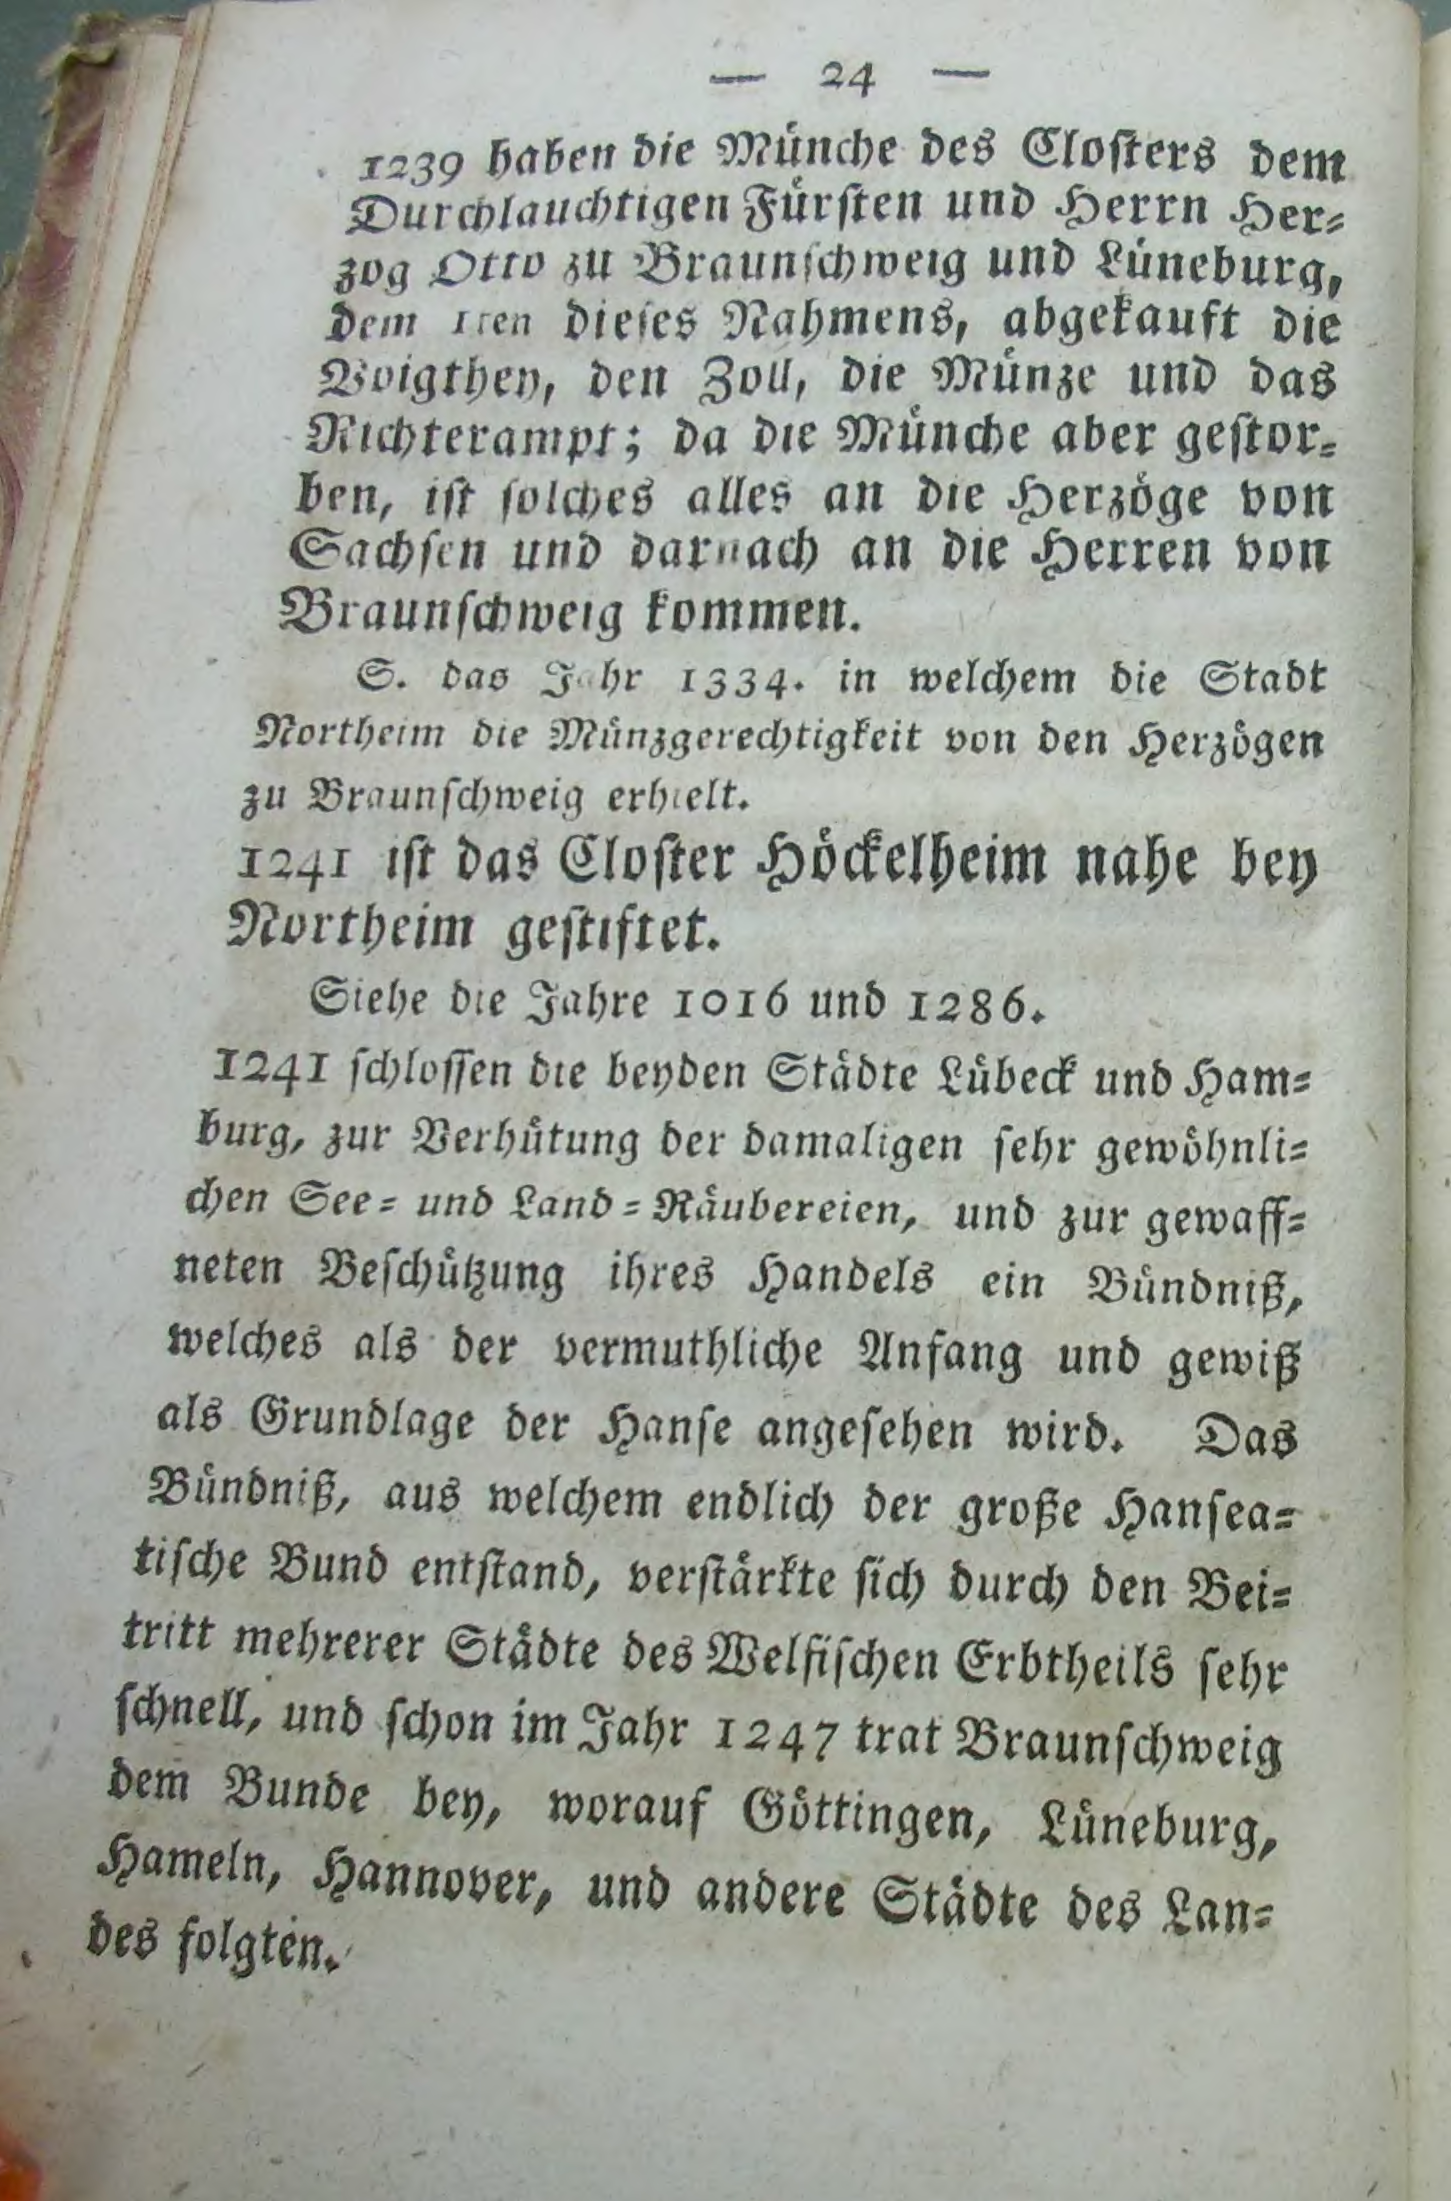 — 24 —
1239 haben die Münche des Closters dem
Durchlauchtigen Fürsten und Herrn Her-
zog Otto zu Braunschweig und Lüneburg,
dem 1ten dieses Nahmens, abgekauft die
Voigthey, den Zoll, die Münze und das
Richterampt; da die Münche aber gestor-
ben, ist solches alles an die Herzöge von
Sachsen und darnach an die Herren von
Braunschweig kommen.
S. das Jahr 1334. in welchem die Stadt
Northeim die Münzgerechtigkeit von den Herzögen
zu Braunschweig erhielt.
1241 ist das Closter Höckelheim nahe bey
Northeim gestiftet.
Siehe die Jahre 1016 und 1286.
1241 schlossen die beyden Städte Lübeck und Ham-
burg, zur Verhütung der damaligen sehr gewöhnli-
chen See- und Land-Räubereien, und zur gewaff-
neten Beschützung ihres Handels ein Bündniß,
welches als der vermuthliche Anfang und gewiß
als Grundlage der Hanse angesehen wird. Das
Bündniß, aus welchem endlich der große Hansea-
tische Bund entstand, verstärkte sich durch den Bei-
tritt mehrerer Städte des Welfischen Erbtheils sehr
schnell, und schon im Jahr 1247 trat Braunschweig
dem Bunde bey, worauf Göttingen, Lüneburg,
Hameln, Hannover, und andere Städte des Lan-
des folgten.